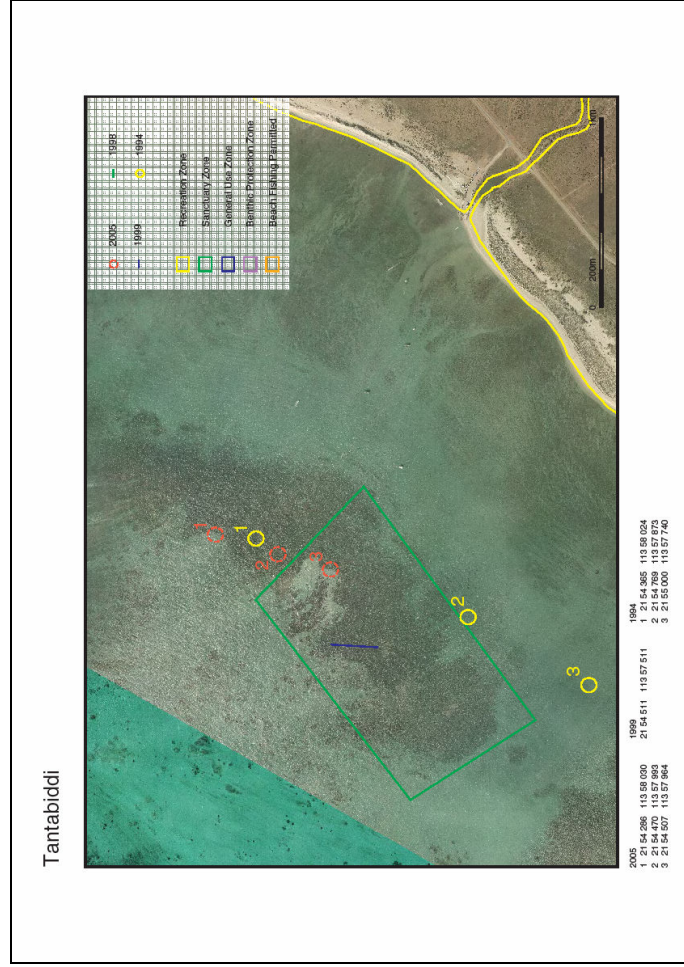 Tantabiddi
2005 1998
1999 1994
Recreation Zone
Sanctuary Zone
General Use Zone
Benthic Protection Zone
Beach Fishing Permitted
1
1
2
3
2
3
0 200m 1km
2005 1999 1994
1 21 54 286 113 58 030 21 54 511 113 57 511 1 21 54 365 113 58 024
2 21 54 470 113 57 993 2 21 54 769 113 57 873
3 21 54 507 113 57 964 3 21 55 000 113 57 740